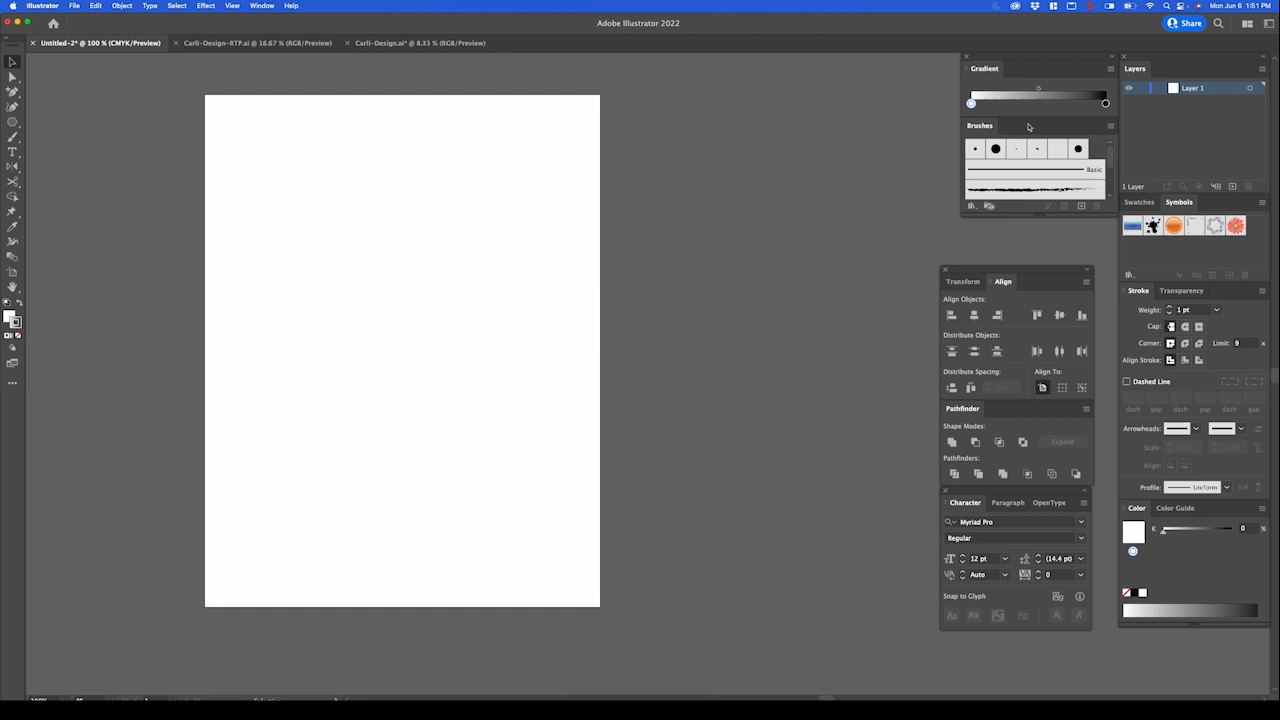 Illustrator File Edit Object Type Select Effect View Window Help Mon Jun 6 1:51 PM
Adobe Illustrator 2022 Share
Untitled-2* @ 100 % (CMYK/Preview) Carli-Design-RTP.ai @ 16.67 % (RGB/Preview) Carli-Design.ai* @ 8.33 % (RGB/Preview)
Gradient
Brushes
Basic
Layers
Layer 1
1 Layer
Swatches Symbols
Transform Align
Align Objects:
Distribute Objects:
Distribute Spacing: Align To:
Pathfinder
Shape Modes:
Expand
Pathfinders:
Character Paragraph OpenType
Myriad Pro
Regular
12 pt (14.4 pt)
Auto 0
Snap to Glyph
Stroke Transparency
Weight: 1 pt
Cap:
Corner: Limit: 9 x
Align Stroke:
Dashed Line
dash gap dash gap dash gap
Arrowheads:
Scale:
Align:
Profile: Uniform
Color Color Guide
K 0 %